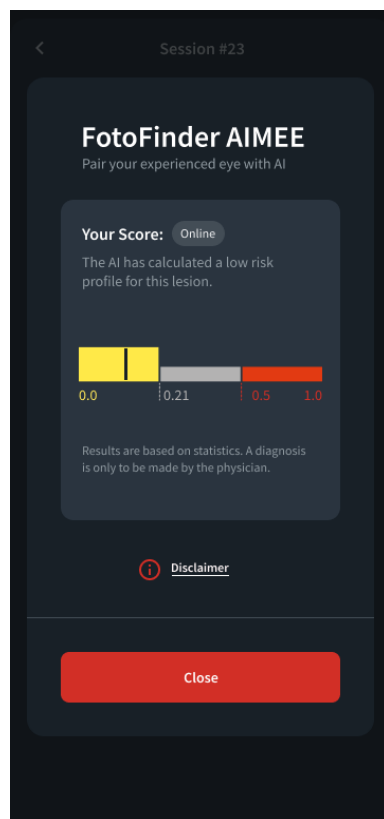 Session #23
FotoFinder AIMEE
Pair your experienced eye with AI
Your Score: Online
The AI has calculated a low risk
profile for this lesion.
0.0 0.21 0.5 1.0
Results are based on statistics. A diagnosis
is only to be made by the physician.
Disclaimer
Close